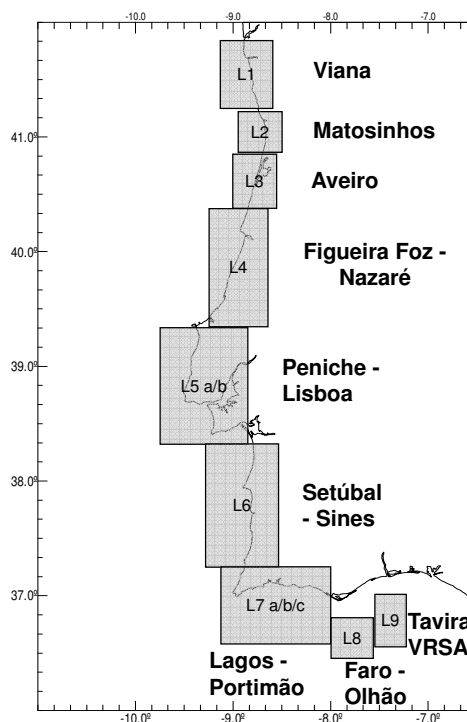 -10.0 -9.0 -8.0 -7.0
L1
Viana
41.0º
L2
Matosinhos
L3
Aveiro
40.0º
L4
Figueira Foz -
Nazaré
39.0º
L5 a/b
Peniche -
Lisboa
38.0º
L6
Setúbal
- Sines
37.0º
L7 a/b/c
L8
L9
Tavira
VRSA
Lagos -
Portimão
Faro -
Olhão
-10.0º -9.0º -8.0º -7.0º